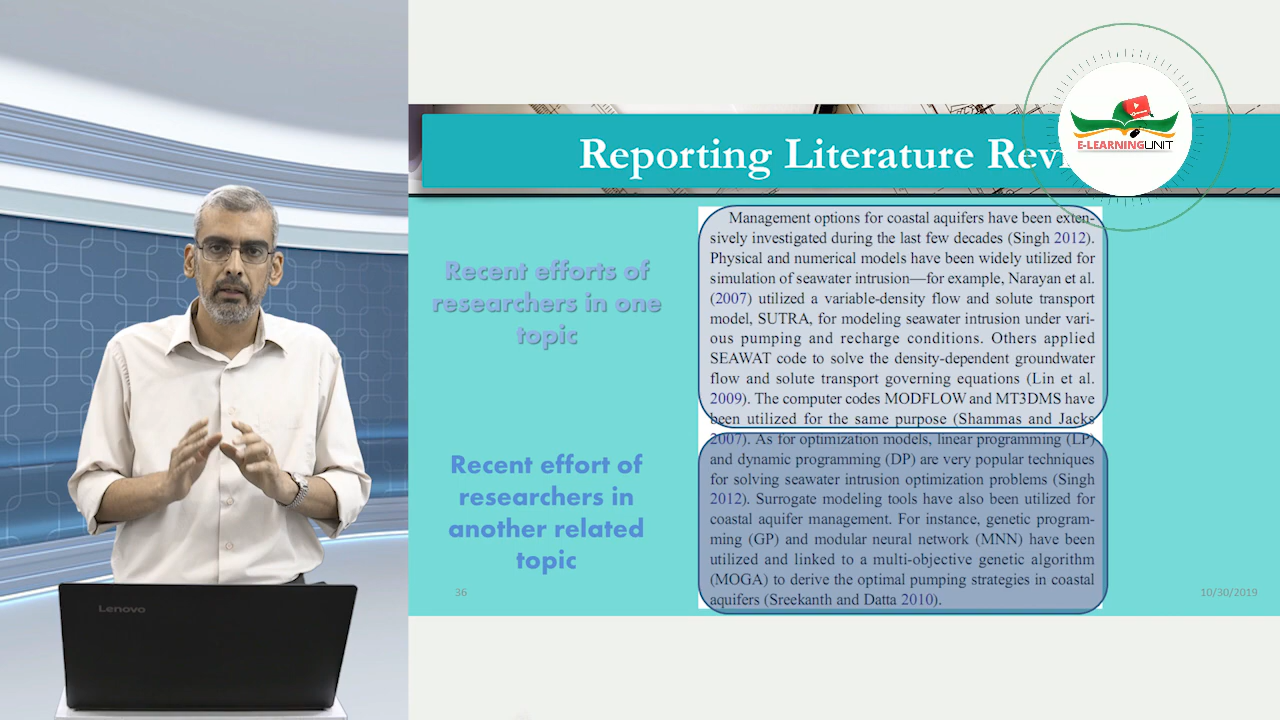 Reporting Literature Rev
E-LEARNINGUNIT
Recent efforts of
researchers in one
topic
Management options for coastal aquifers have been exten-
sively investigated during the last few decades (Singh 2012).
Physical and numerical models have been widely utilized for
simulation of seawater intrusion—for example, Narayan et al.
(2007) utilized a variable-density flow and solute transport
model, SUTRA, for modeling seawater intrusion under vari-
ous pumping and recharge conditions. Others applied
SEAWAT code to solve the density-dependent groundwater
flow and solute transport governing equations (Lin et al.
2009). The computer codes MODFLOW and MT3DMS have
been utilized for the same purpose (Shammas and Jacks
2007). As for optimization models, linear programming (LP)
and dynamic programming (DP) are very popular techniques
for solving seawater intrusion optimization problems (Singh
2012). Surrogate modeling tools have also been utilized for
coastal aquifer management. For instance, genetic program-
ming (GP) and modular neural network (MNN) have been
utilized and linked to a multi-objective genetic algorithm
(MOGA) to derive the optimal pumping strategies in coastal
aquifers (Sreekanth and Datta 2010).
Recent effort of
researchers in
another related
topic
36
10/30/2019
Lenovo